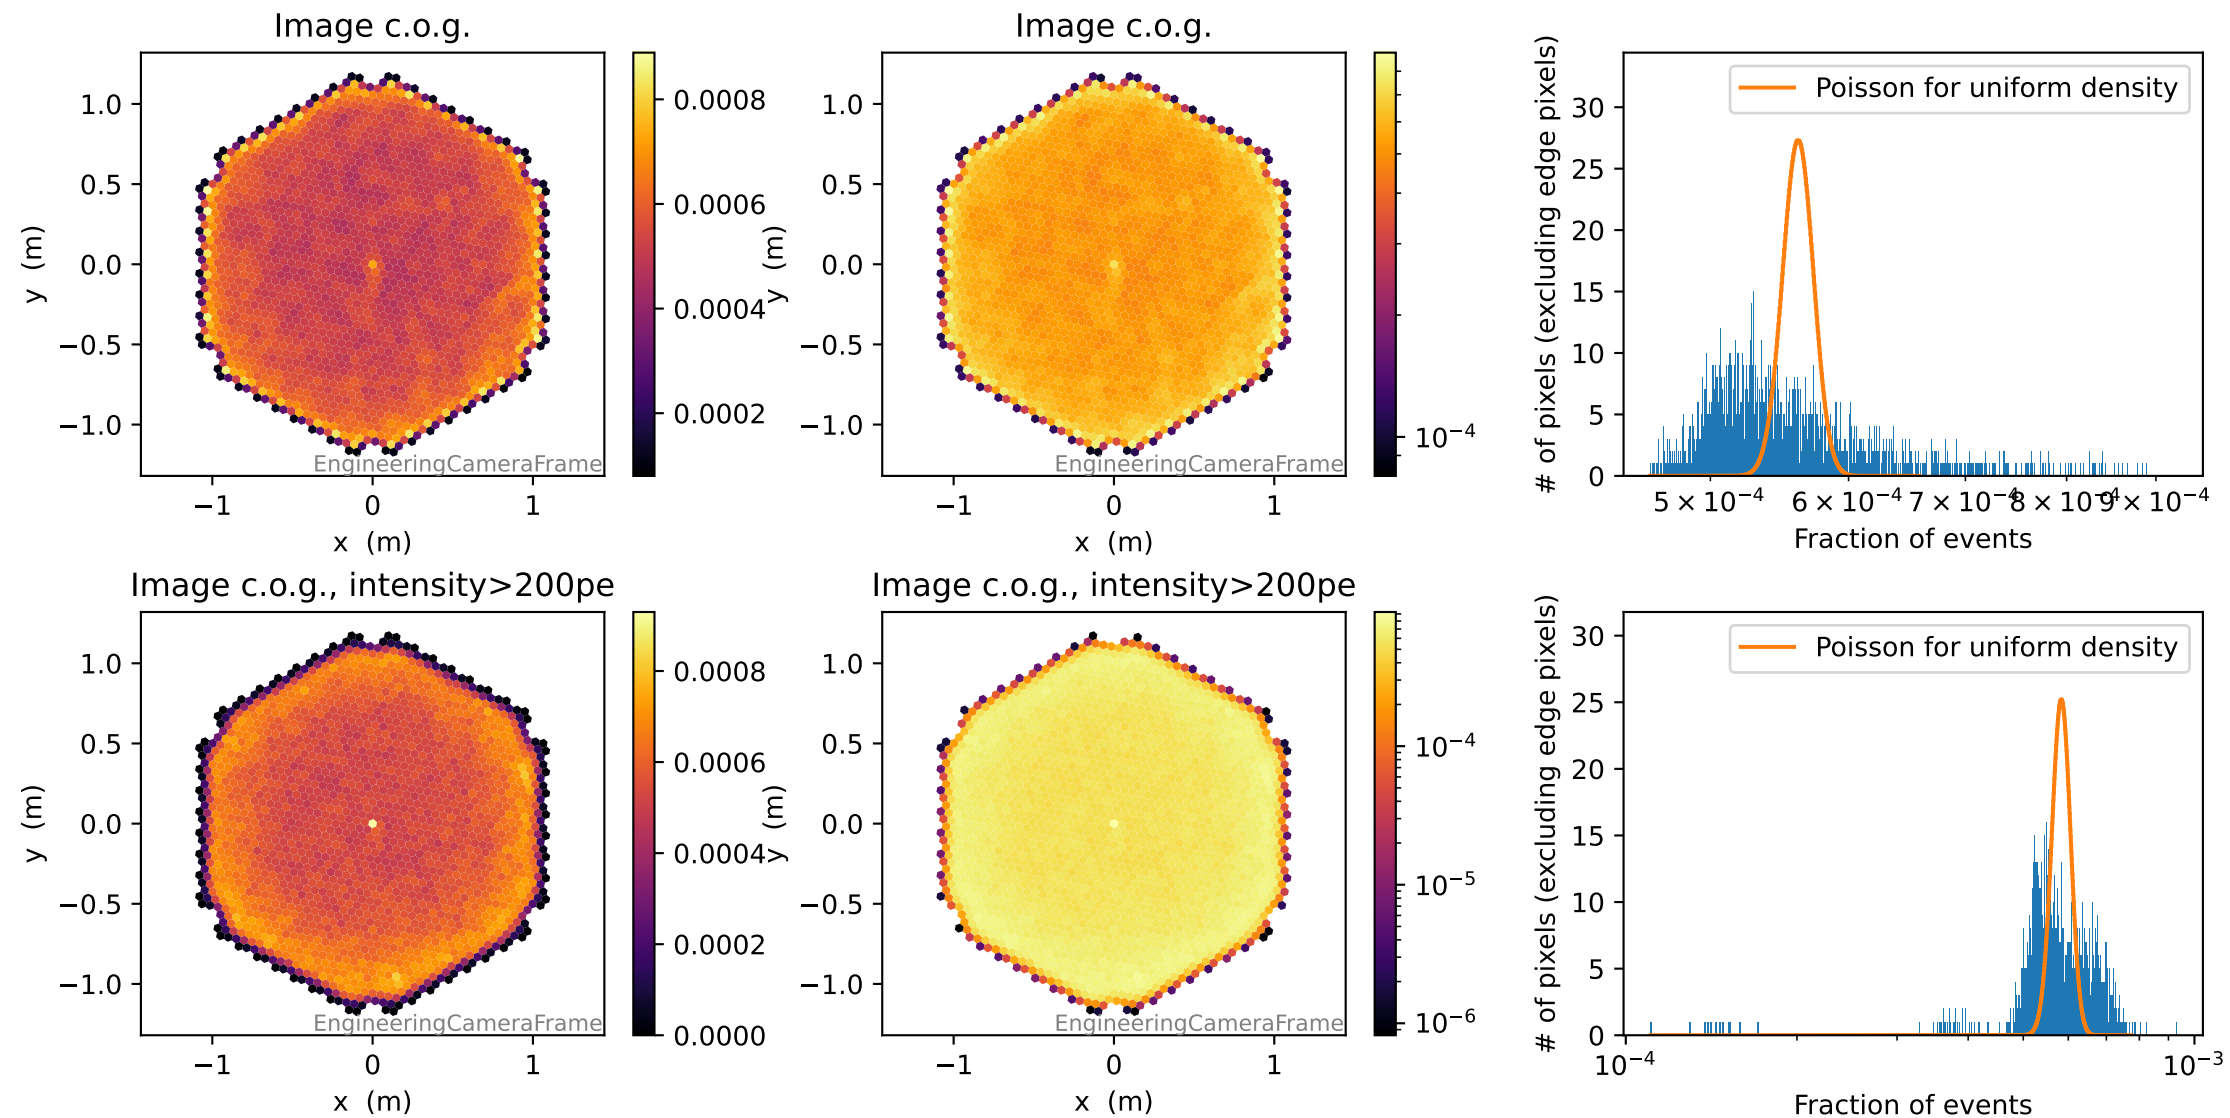 Image c.o.g.
1.0
0.5
0.0
−0.5
−1.0
y (m)
−1 0 1
x (m)
EngineeringCameraFrame
0.0008
0.0006
0.0004
0.0002
Image c.o.g.
1.0
0.5
0.0
−0.5
−1.0
y (m)
−1 0 1
x (m)
EngineeringCameraFrame
10⁻⁴
# of pixels (excluding edge pixels)
30
25
20
15
10
5
0
Poisson for uniform density
5 × 10⁻⁴ 6 × 10⁻⁴ 7 × 10⁻⁴ 8 × 10⁻⁴ 9 × 10⁻⁴
Fraction of events
Image c.o.g., intensity>200pe
1.0
0.5
0.0
−0.5
−1.0
y (m)
−1 0 1
x (m)
EngineeringCameraFrame
0.0008
0.0006
0.0004
0.0002
0.0000
Image c.o.g., intensity>200pe
1.0
0.5
0.0
−0.5
−1.0
y (m)
−1 0 1
x (m)
EngineeringCameraFrame
10⁻⁴
10⁻⁵
10⁻⁶
# of pixels (excluding edge pixels)
30
25
20
15
10
5
0
Poisson for uniform density
10⁻⁴ 10⁻³
Fraction of events